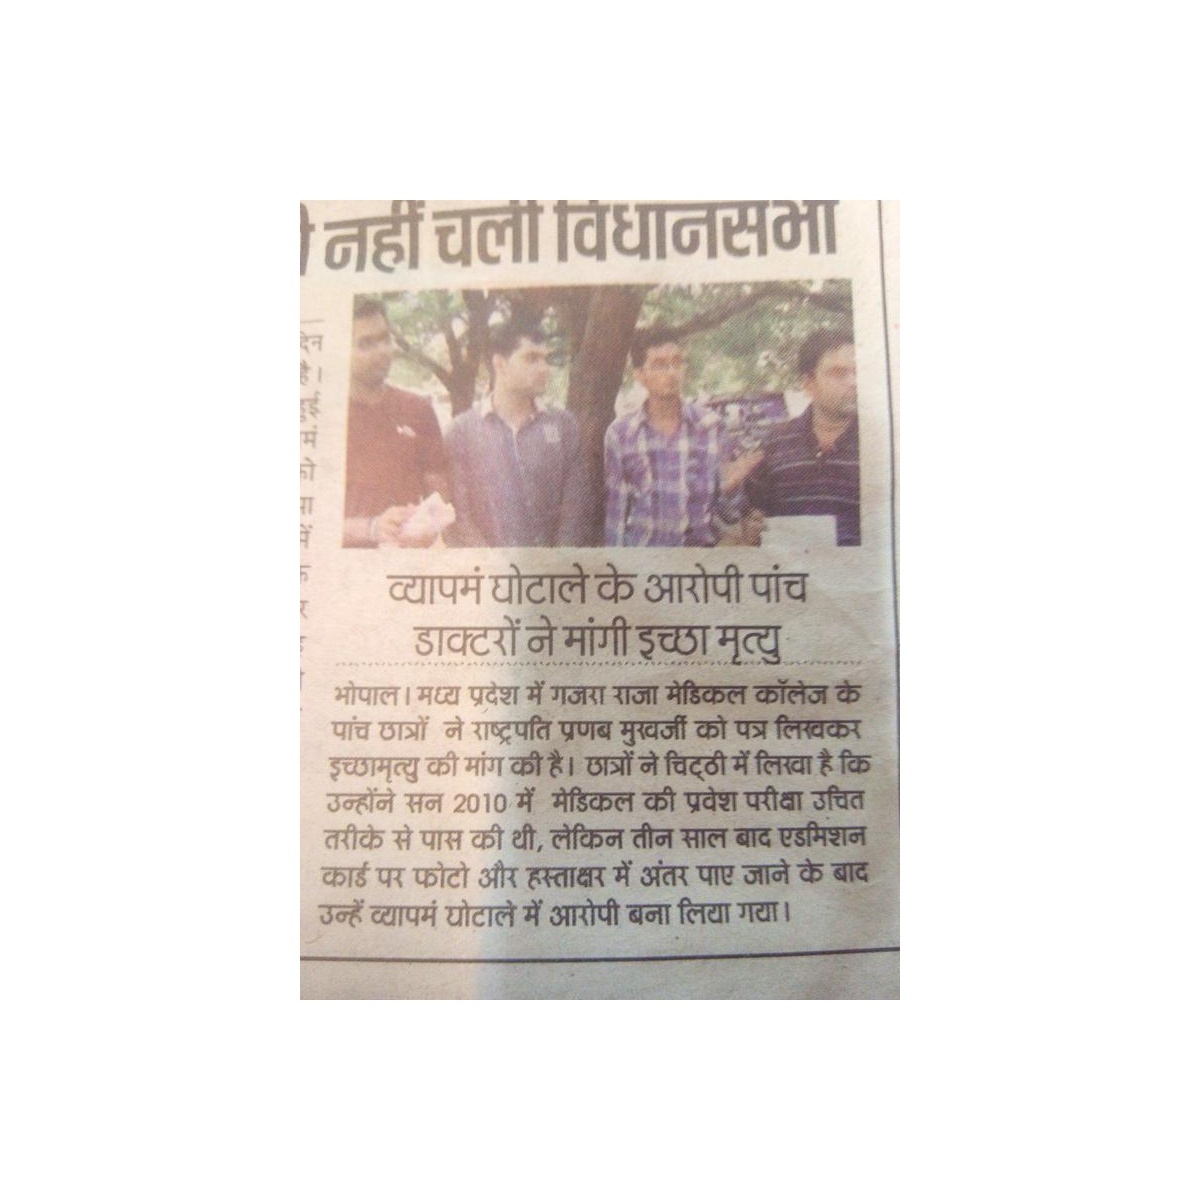 नहीं चली विधानसभा
दिन
है।
हुई
में
को
में
व्यापमं घोटाले के आरोपी पांच
डाक्टरों ने मांगी इच्छा मृत्यु
भोपाल। मध्य प्रदेश में गजरा राजा मेडिकल कॉलेज के
पांच छात्रों ने राष्ट्रपति प्रणब मुखर्जी को पत्र लिखकर
इच्छामृत्यु की मांग की है। छात्रों ने चिट्ठी में लिखा है कि
उन्होंने सन 2010 में मेडिकल की प्रवेश परीक्षा उचित
तरीके से पास की थी, लेकिन तीन साल बाद एडमिशन
कार्ड पर फोटो और हस्ताक्षर में अंतर पाए जाने के बाद
उन्हें व्यापमं घोटाले में आरोपी बना लिया गया।